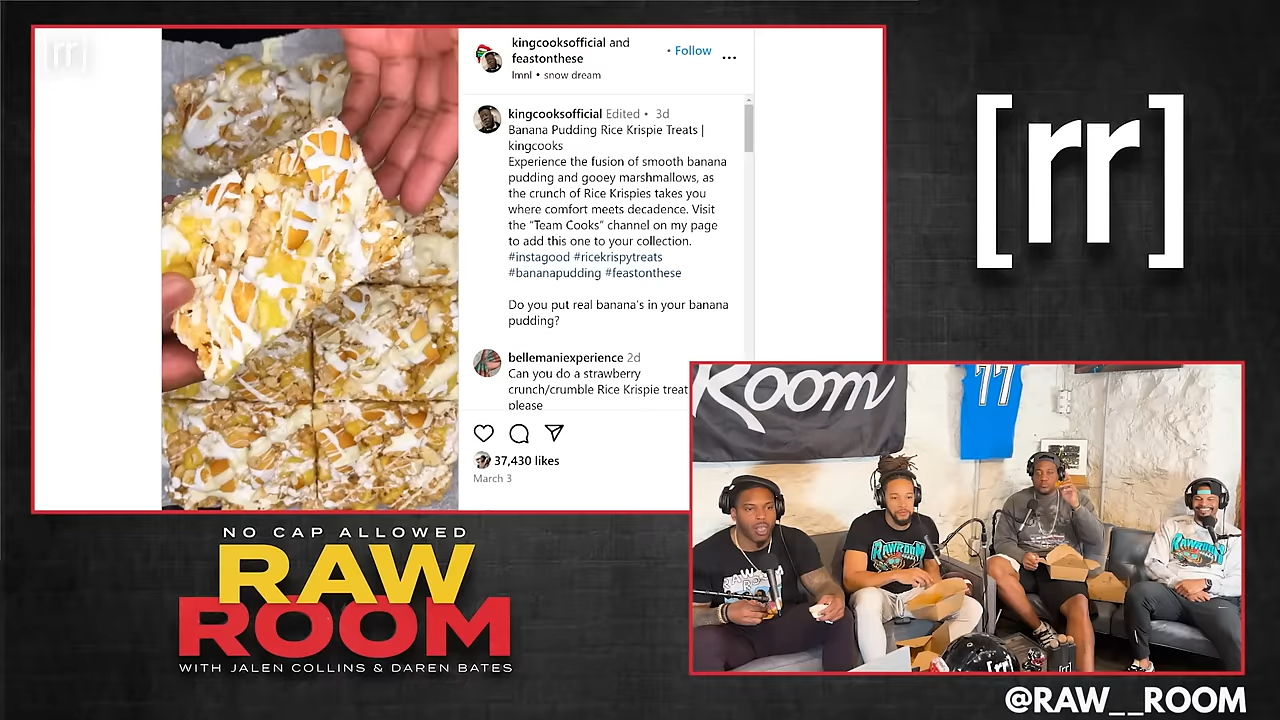 [rr]
kingcooksofficial and
feastonthese
• Follow
...
lmnl • snow dream
kingcooksofficial Edited • 3d
Banana Pudding Rice Krispie Treats |
kingcooks
Experience the fusion of smooth banana
pudding and gooey marshmallows, as
the crunch of Rice Krispies takes you
where comfort meets decadence. Visit
the “Team Cooks” channel on my page
to add this one to your collection.
#instagood #ricekrispytreats
#bananapudding #feastonthese
Do you put real banana's in your banana
pudding?
bellemaniexperience 2d
Can you do a strawberry
crunch/crumble Rice Krispie treat
please
37,430 likes
March 3
[rr]
Room
77
RAWROOM
RAWROOM
[rr]
NO CAP ALLOWED
RAW
ROOM
WITH JALEN COLLINS & DAREN BATES
@RAW__ROOM